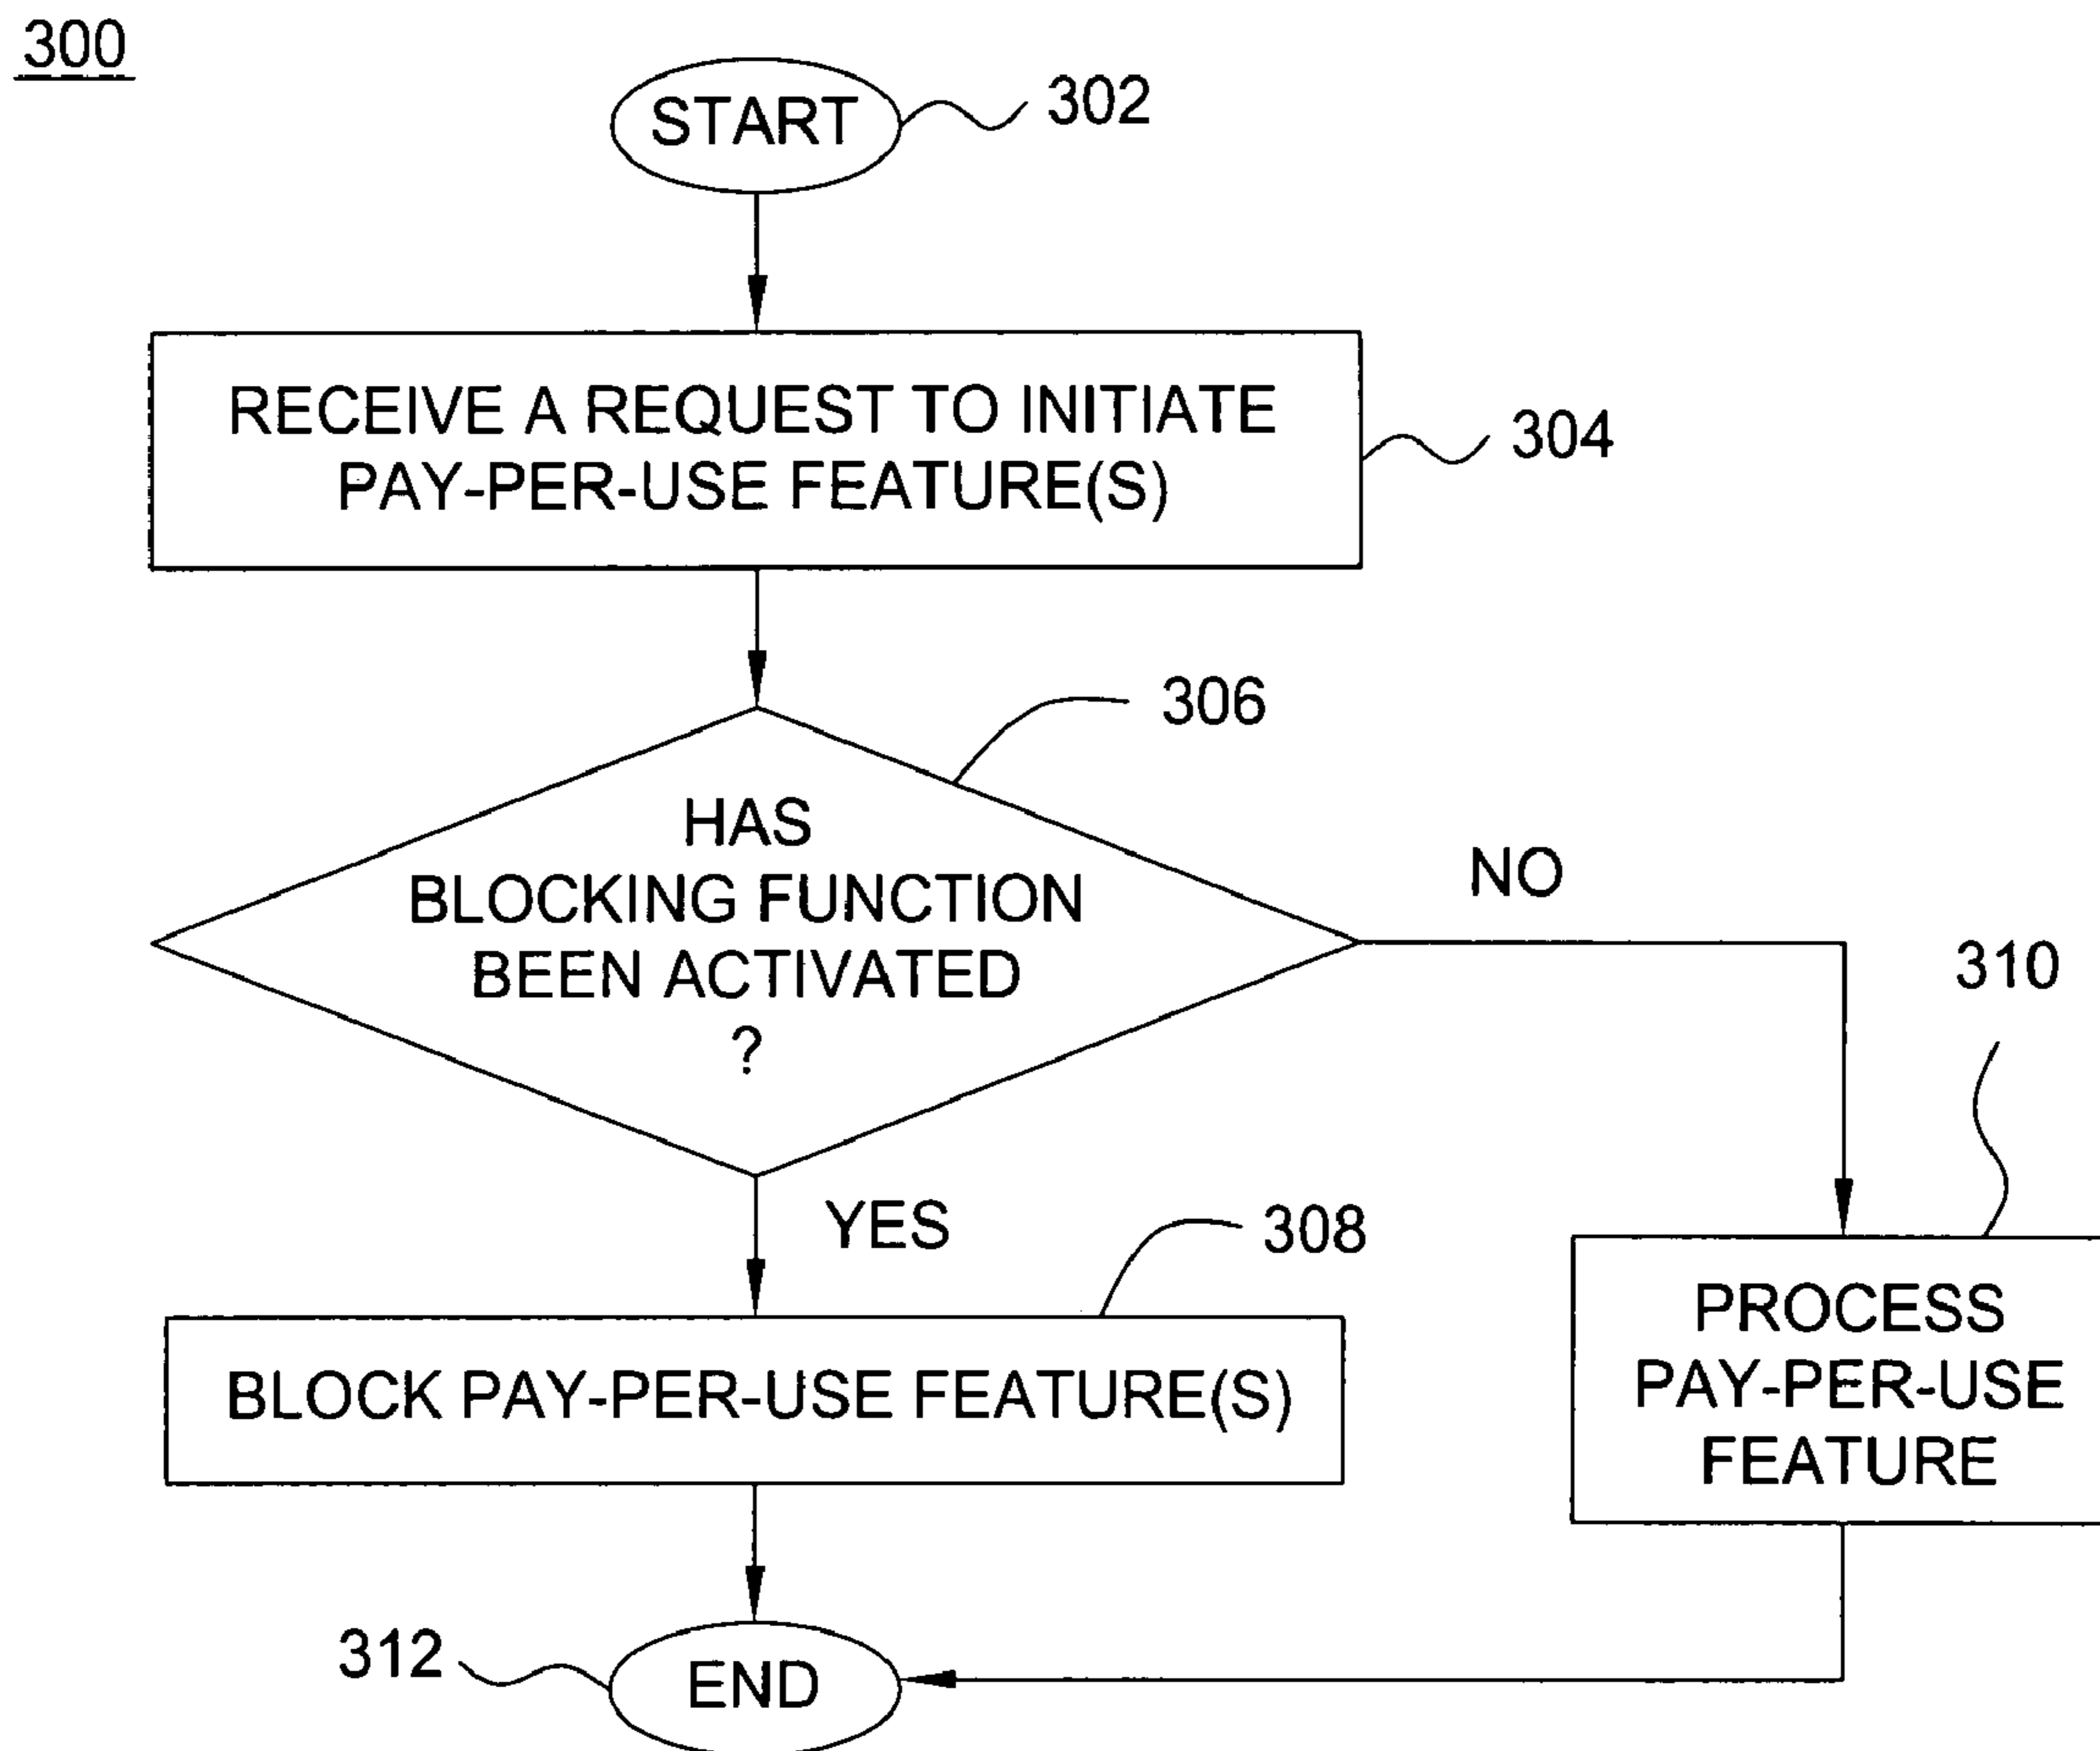 300
START
302
RECEIVE A REQUEST TO INITIATE
PAY-PER-USE FEATURE(S)
304
306
HAS
BLOCKING FUNCTION
BEEN ACTIVATED
?
NO
310
YES
308
BLOCK PAY-PER-USE FEATURE(S)
PROCESS
PAY-PER-USE
FEATURE
312
END